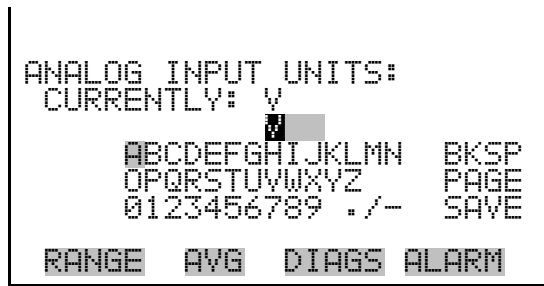 ANALOG INPUT UNITS:
CURRENTLY: V
V
ABCDEFGHIJKLMN BKSP
OPQRSTUVWXYZ PAGE
0123456789 ./- SAVE
RANGE AVG DIAGS ALARM